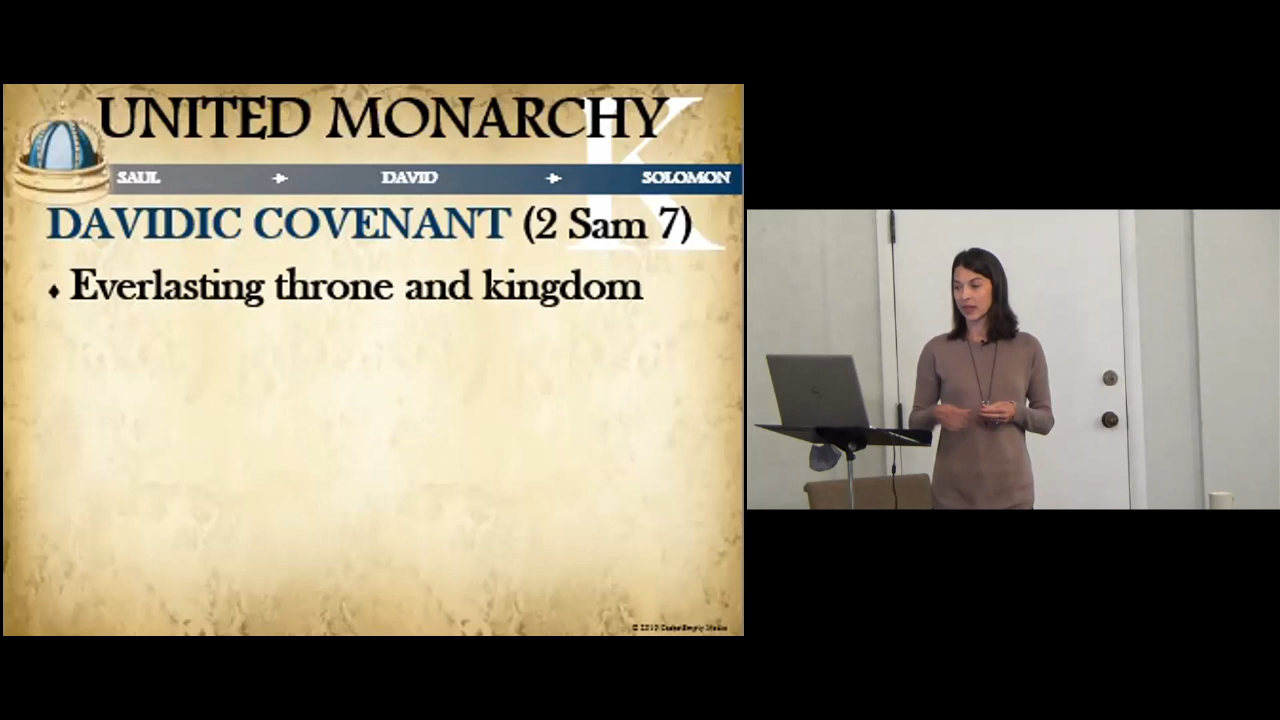 UNITED MONARCHY
K
SAUL DAVID SOLOMON
DAVIDIC COVENANT (2 Sam 7)
♦ Everlasting throne and kingdom